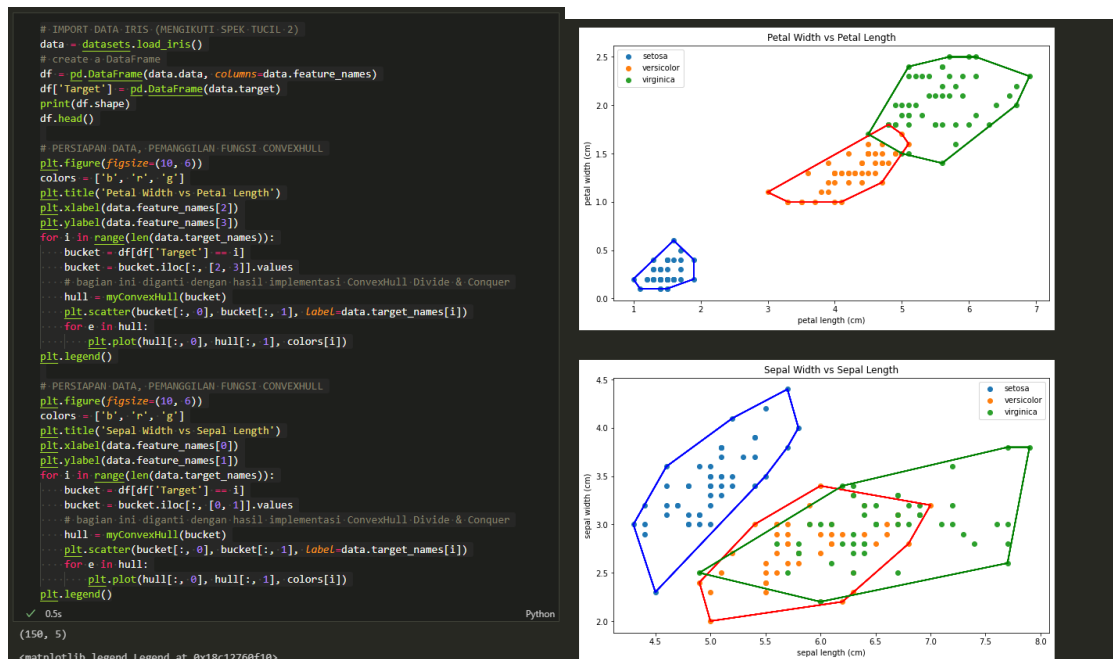 # IMPORT DATA IRIS (MENGIKUTI SPEK TUCIL 2)
data = datasets.load_iris()
# create a DataFrame
df = pd.DataFrame(data.data, columns=data.feature_names)
df['Target'] = pd.DataFrame(data.target)
print(df.shape)
df.head()
# PERSIAPAN DATA, PEMANGGILAN FUNGSI CONVEXHULL
plt.figure(figsize=(10, 6))
colors = ['b', 'r', 'g']
plt.title('Petal Width vs Petal Length')
plt.xlabel(data.feature_names[2])
plt.ylabel(data.feature_names[3])
for i in range(len(data.target_names)):
    bucket = df[df['Target'] == i]
    bucket = bucket.iloc[:, [2, 3]].values
    # bagian ini diganti dengan hasil implementasi ConvexHull Divide & Conquer
    hull = myConvexHull(bucket)
    plt.scatter(bucket[:, 0], bucket[:, 1], label=data.target_names[i])
    for e in hull:
        plt.plot(hull[:, 0], hull[:, 1], colors[i])
plt.legend()
# PERSIAPAN DATA, PEMANGGILAN FUNGSI CONVEXHULL
plt.figure(figsize=(10, 6))
colors = ['b', 'r', 'g']
plt.title('Sepal Width vs Sepal Length')
plt.xlabel(data.feature_names[0])
plt.ylabel(data.feature_names[1])
for i in range(len(data.target_names)):
    bucket = df[df['Target'] == i]
    bucket = bucket.iloc[:, [0, 1]].values
    # bagian ini diganti dengan hasil implementasi ConvexHull Divide & Conquer
    hull = myConvexHull(bucket)
    plt.scatter(bucket[:, 0], bucket[:, 1], label=data.target_names[i])
    for e in hull:
        plt.plot(hull[:, 0], hull[:, 1], colors[i])
plt.legend()
✓ 0.5s Python
(150, 5)
<matplotlib.legend.Legend at 0x18c12760f10>
Petal Width vs Petal Length
setosa
versicolor
virginica
petal width (cm)
2.5
2.0
1.5
1.0
0.5
0.0
1 2 3 4 5 6 7
petal length (cm)
Sepal Width vs Sepal Length
setosa
versicolor
virginica
sepal width (cm)
4.5
4.0
3.5
3.0
2.5
2.0
4.5 5.0 5.5 6.0 6.5 7.0 7.5 8.0
sepal length (cm)